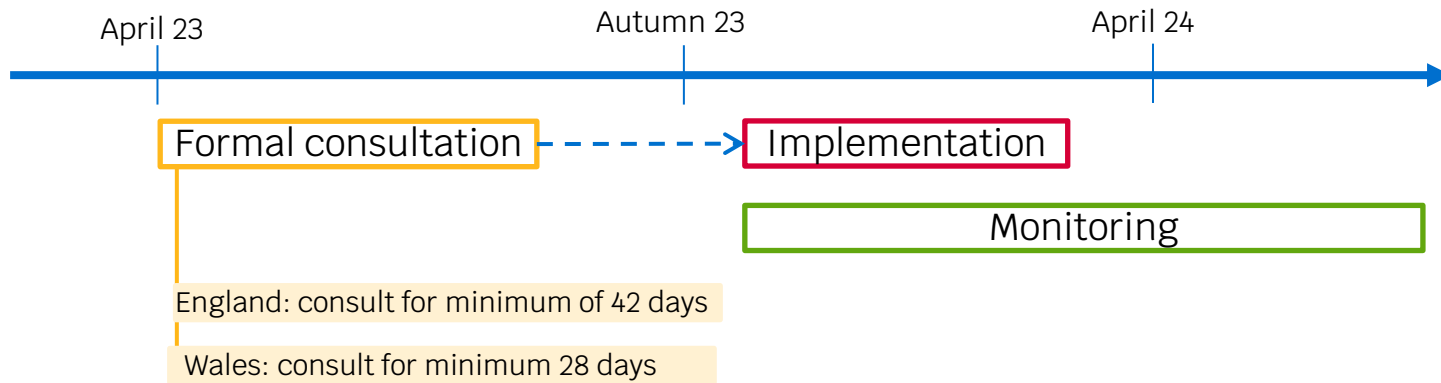 April 23
Autumn 23
April 24
Formal consultation
Implementation
Monitoring
England: consult for minimum of 42 days
Wales: consult for minimum 28 days